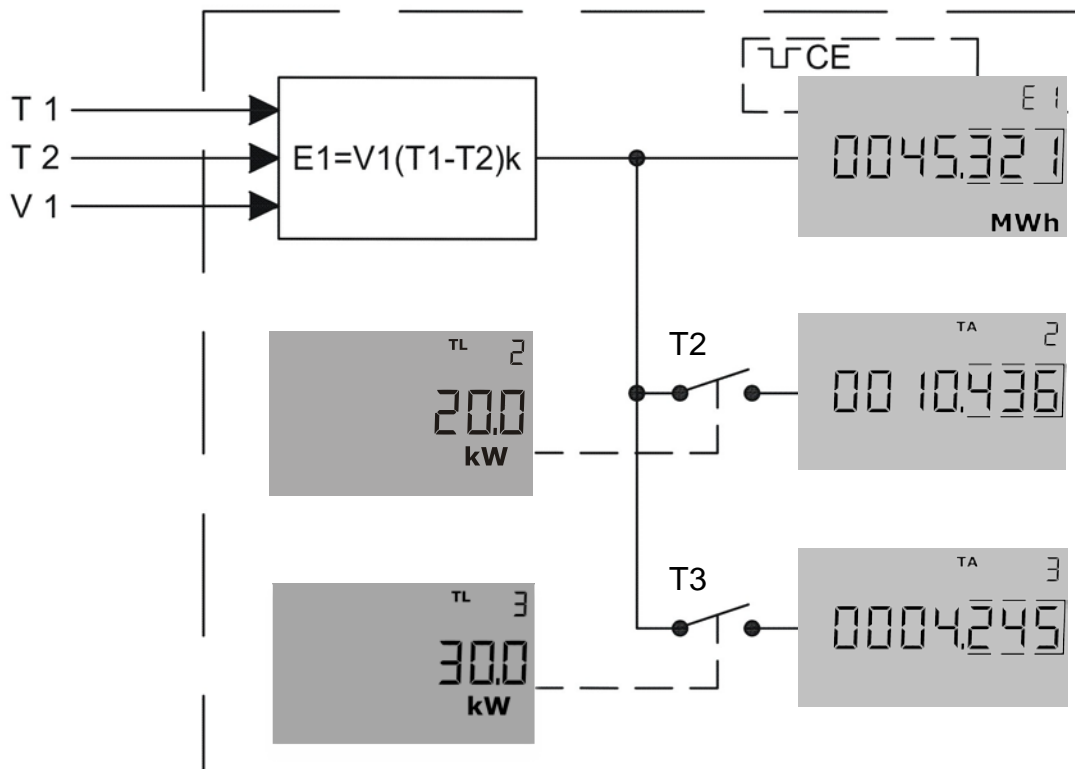 CE
T 1
T 2
V 1
E1=V1(T1-T2)k
E 1
0045.321
MWh
TL 2
20.0
kW
T2
TA 2
0010.436
TL 3
30.0
kW
T3
TA 3
0004.245